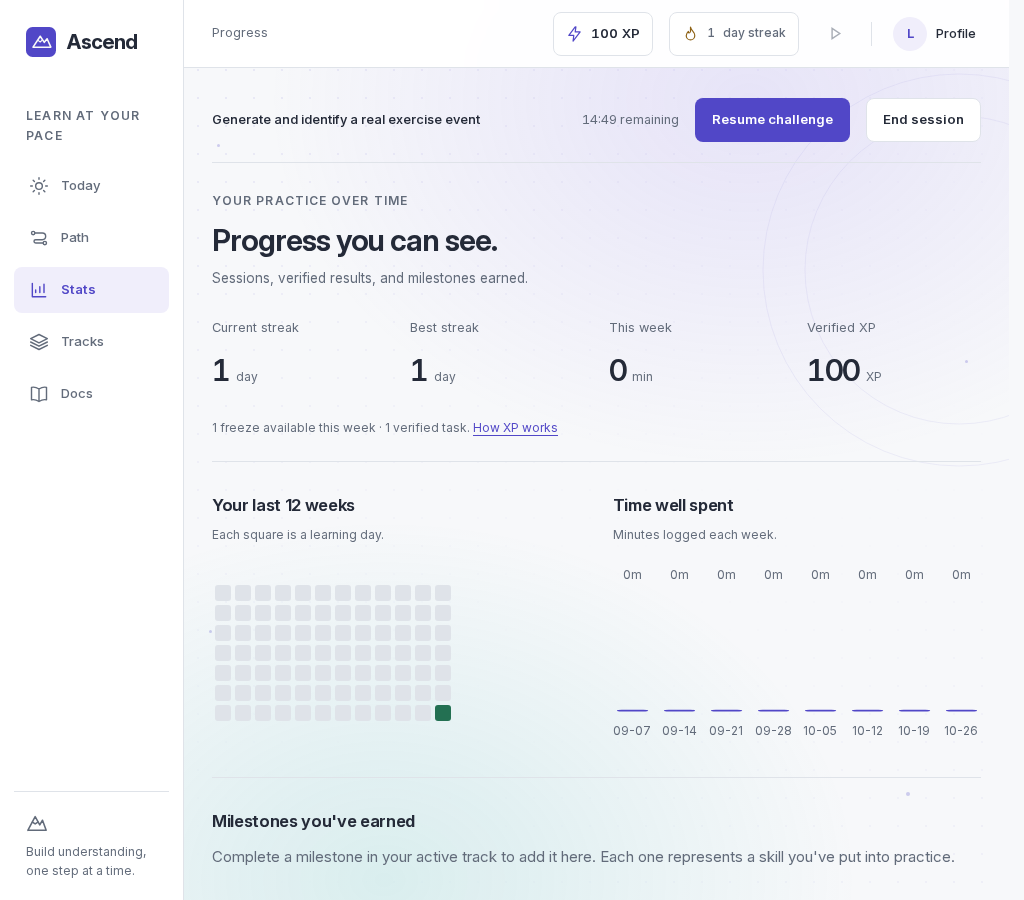 Ascend
LEARN AT YOUR
PACE
Today
Path
Stats
Tracks
Docs
Build understanding,
one step at a time.
Progress
100 XP
1 day streak
L
Profile
Generate and identify a real exercise event
14:49 remaining
Resume challenge
End session
YOUR PRACTICE OVER TIME
Progress you can see.
Sessions, verified results, and milestones earned.
Current streak
1 day
Best streak
1 day
This week
0 min
Verified XP
100 XP
1 freeze available this week · 1 verified task. How XP works
Your last 12 weeks
Each square is a learning day.
Time well spent
Minutes logged each week.
0m 0m 0m 0m 0m 0m 0m 0m
09-07 09-14 09-21 09-28 10-05 10-12 10-19 10-26
Milestones you've earned
Complete a milestone in your active track to add it here. Each one represents a skill you've put into practice.